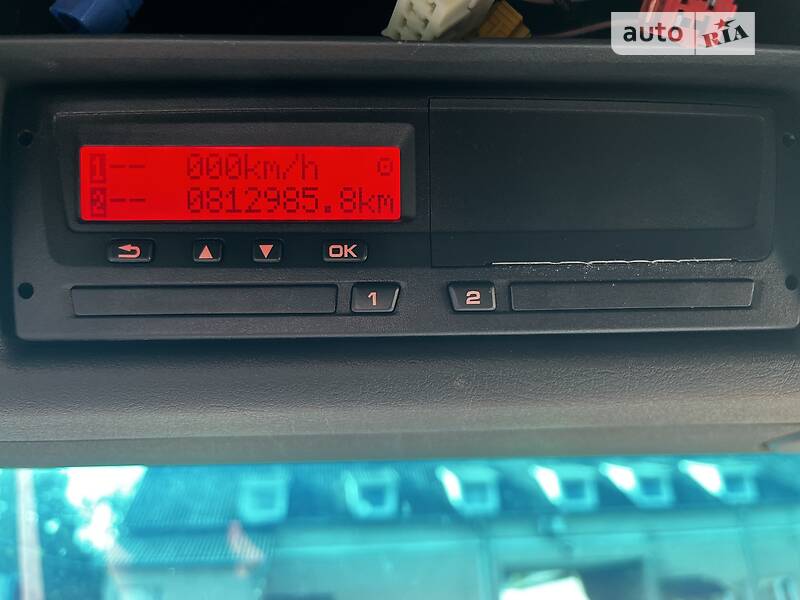 auto RIA
1-- 000km/h
2-- 0812985.8km
OK
1
2